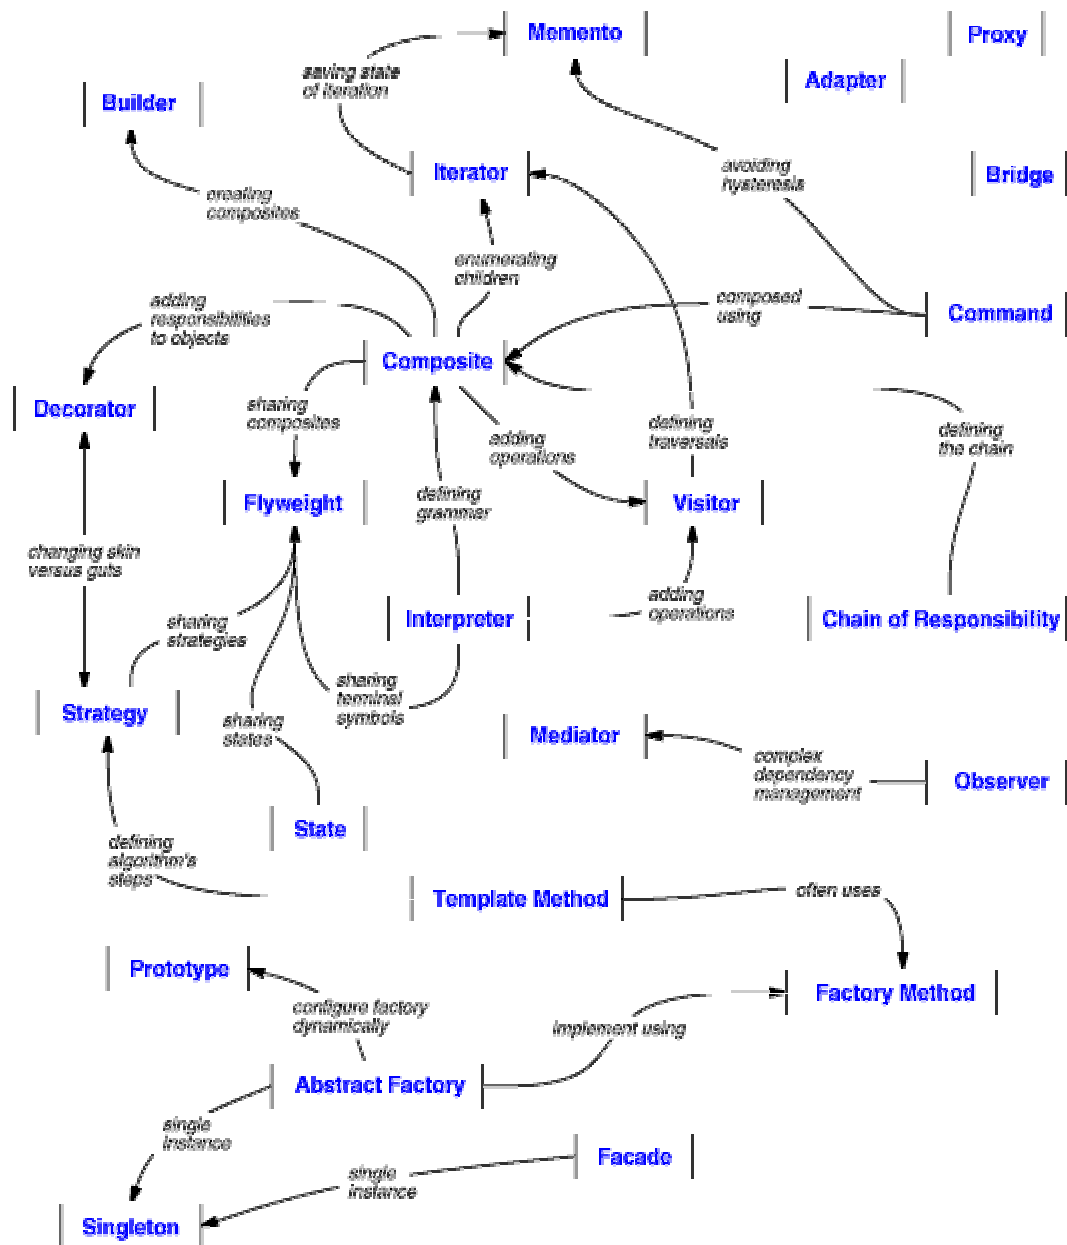 Memento
Proxy
saving state
of iteration
Adapter
Builder
Iterator
avoiding
hysteresis
Bridge
creating
composites
enumerating
children
adding
responsibilities
to objects
composed
using
Command
Composite
Decorator
sharing
composites
adding
operations
defining
traversals
defining
the chain
Flyweight
defining
grammar
Visitor
changing skin
versus guts
sharing
strategies
Interpreter
adding
operations
Chain of Responsibility
Strategy
sharing
states
sharing
terminal
symbols
Mediator
complex
dependency
management
Observer
State
defining
algorithm's
steps
Template Method
often uses
Prototype
configure factory
dynamically
Factory Method
implement using
Abstract Factory
single
instance
Facade
single
instance
Singleton